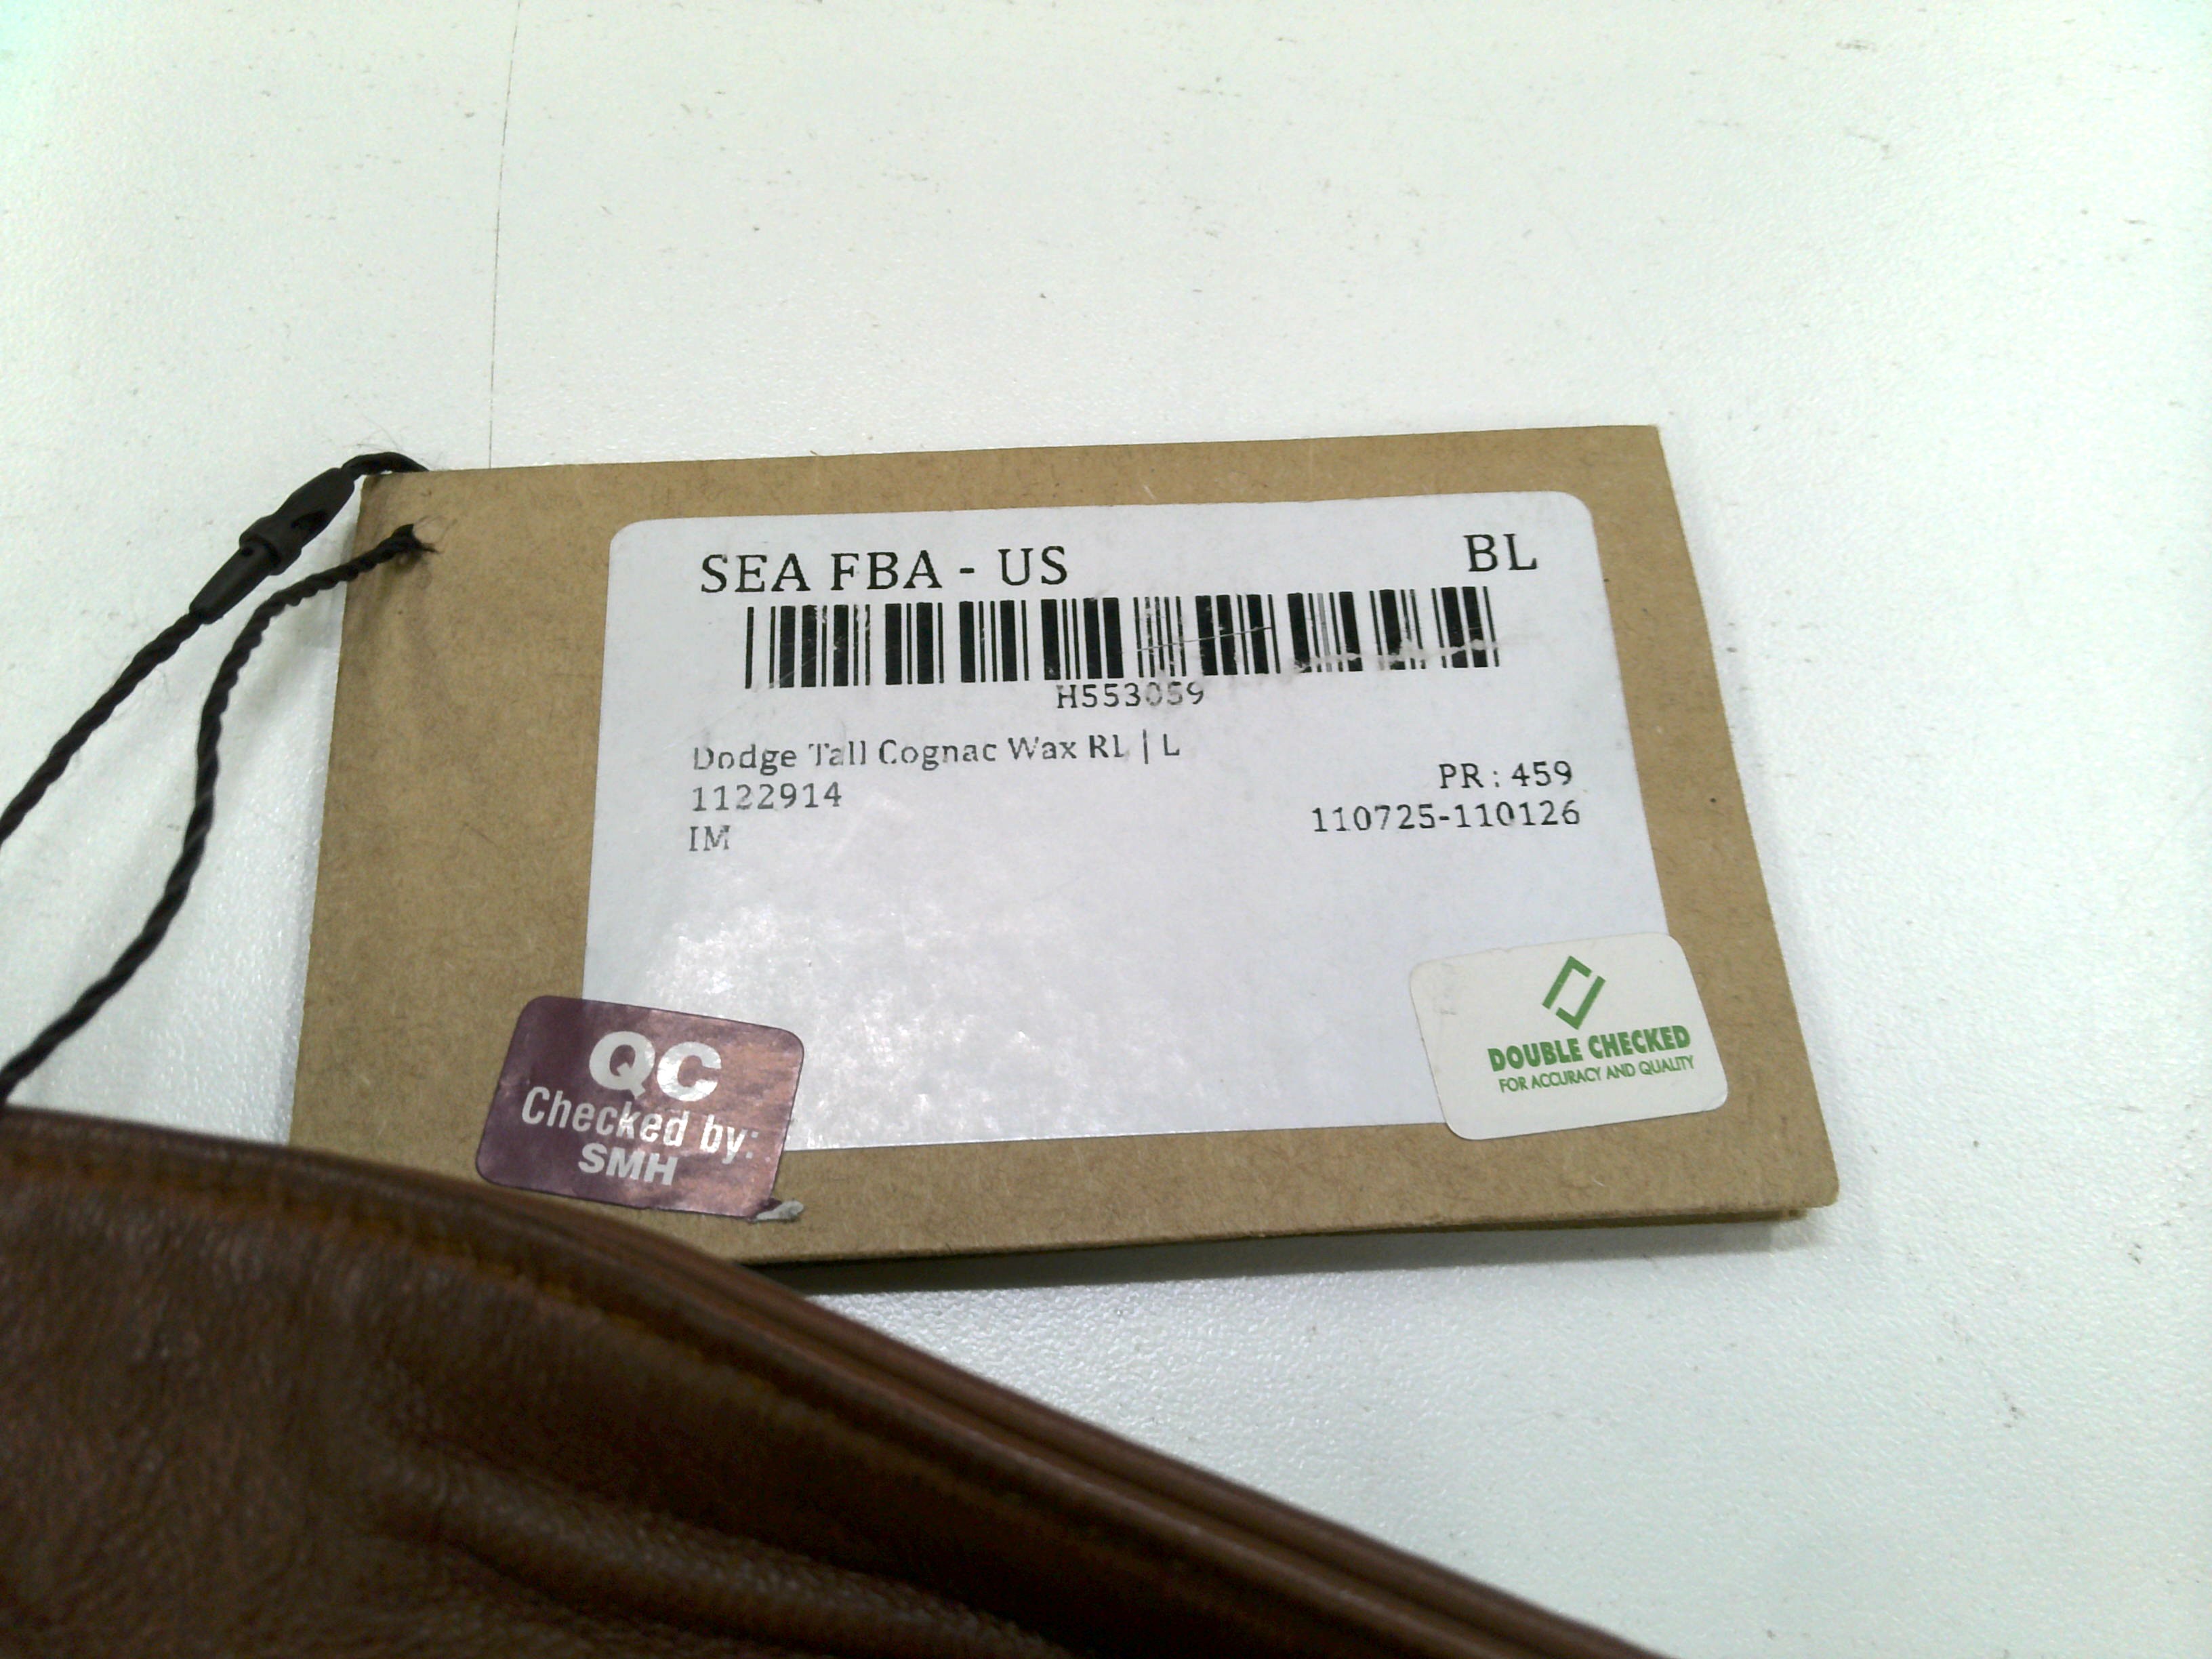 SEA FBA - US
BL
H553059
Dodge Tall Cognac Wax RL | L
1122914
PR : 459
IM
110725-110126
QC
Checked by:
SMH
DOUBLE CHECKED
FOR ACCURACY AND QUALITY